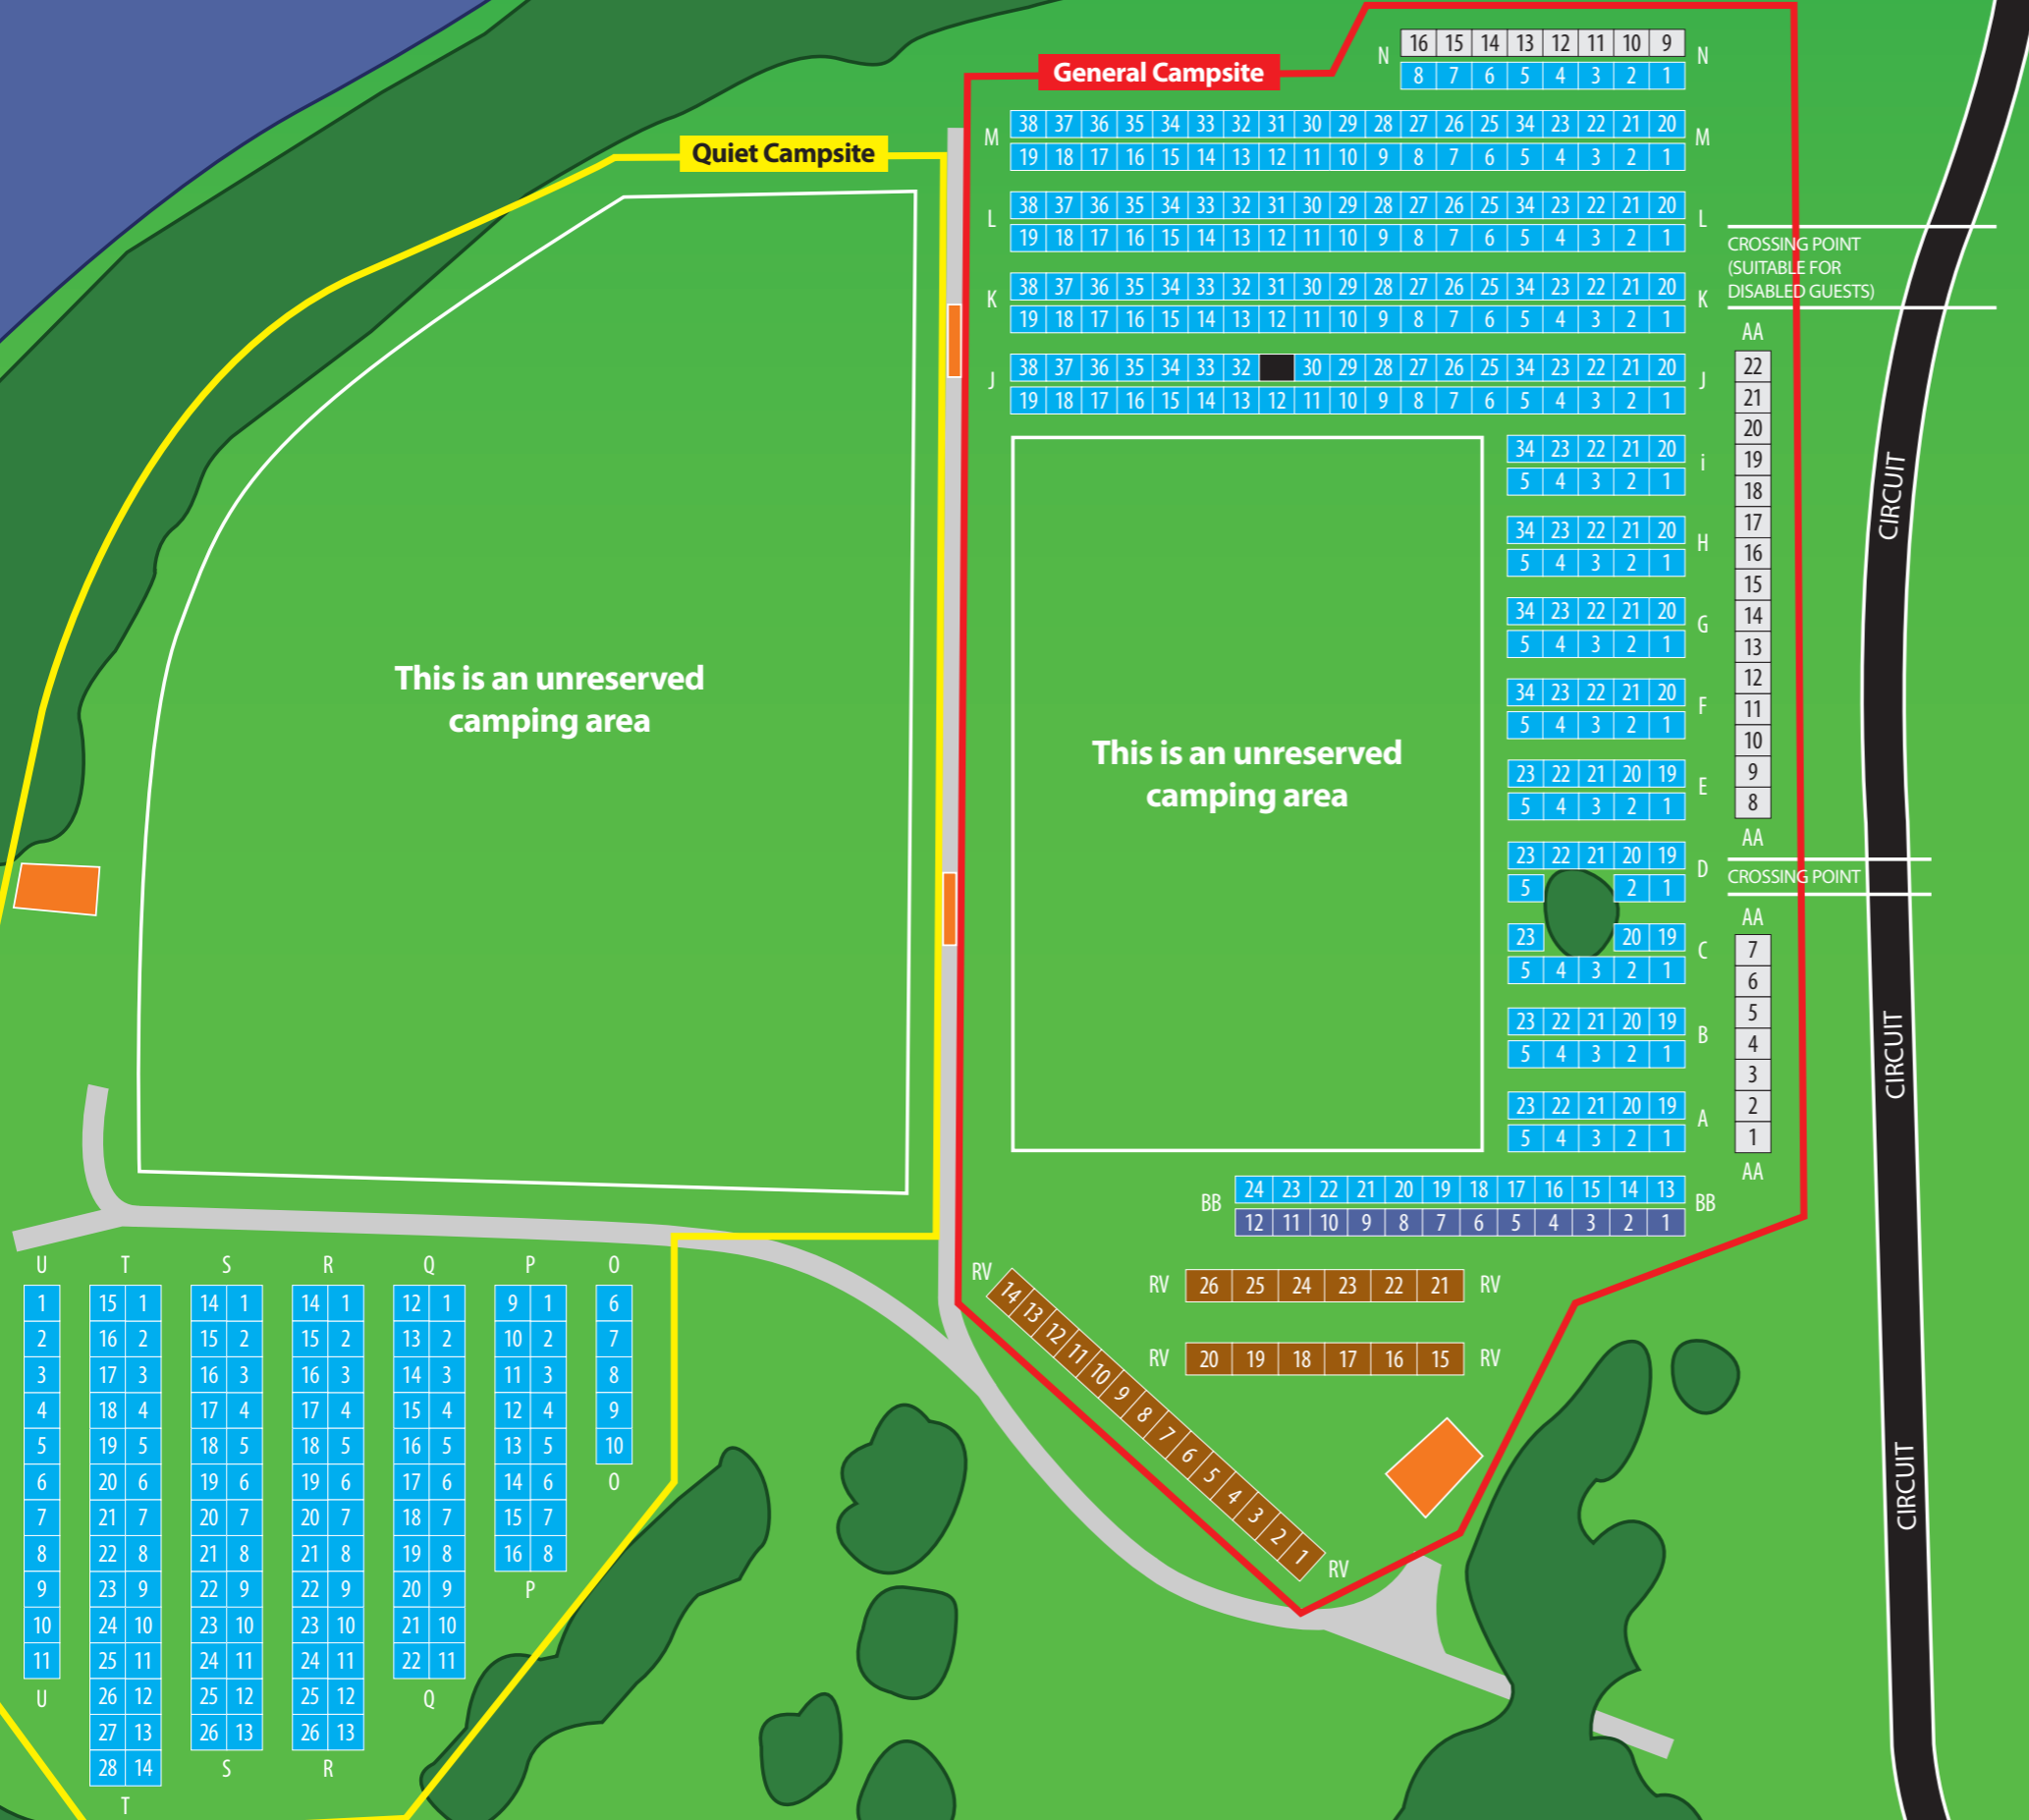 General Campsite
Quiet Campsite
N 16 15 14 13 12 11 10 9 N
8 7 6 5 4 3 2 1
M 38 37 36 35 34 33 32 31 30 29 28 27 26 25 34 23 22 21 20 M
19 18 17 16 15 14 13 12 11 10 9 8 7 6 5 4 3 2 1
L 38 37 36 35 34 33 32 31 30 29 28 27 26 25 34 23 22 21 20 L
19 18 17 16 15 14 13 12 11 10 9 8 7 6 5 4 3 2 1
K 38 37 36 35 34 33 32 31 30 29 28 27 26 25 34 23 22 21 20 K
19 18 17 16 15 14 13 12 11 10 9 8 7 6 5 4 3 2 1
J 38 37 36 35 34 33 32 30 29 28 27 26 25 34 23 22 21 20 J
19 18 17 16 15 14 13 12 11 10 9 8 7 6 5 4 3 2 1
34 23 22 21 20 i
5 4 3 2 1
34 23 22 21 20 H
5 4 3 2 1
34 23 22 21 20 G
5 4 3 2 1
34 23 22 21 20 F
5 4 3 2 1
23 22 21 20 19 E
5 4 3 2 1
23 22 21 20 19 D
5 2 1
23 20 19 C
5 4 3 2 1
23 22 21 20 19 B
5 4 3 2 1
23 22 21 20 19 A
5 4 3 2 1
CROSSING POINT
(SUITABLE FOR
DISABLED GUESTS)
AA
22
21
20
19
18
17
16
15
14
13
12
11
10
9
8
AA
CROSSING POINT
AA
7
6
5
4
3
2
1
AA
CIRCUIT
CIRCUIT
CIRCUIT
This is an unreserved
camping area
This is an unreserved
camping area
BB 24 23 22 21 20 19 18 17 16 15 14 13 BB
12 11 10 9 8 7 6 5 4 3 2 1
RV 26 25 24 23 22 21 RV
RV 20 19 18 17 16 15 RV
RV 14 13 12 11 10 9 8 7 6 5 4 3 2 1 RV
U T S R Q P O
1 15 1 14 1 14 1 12 1 9 1 6
2 16 2 15 2 15 2 13 2 10 2 7
3 17 3 16 3 16 3 14 3 11 3 8
4 18 4 17 4 17 4 15 4 12 4 9
5 19 5 18 5 18 5 16 5 13 5 10
6 20 6 19 6 19 6 17 6 14 6 O
7 21 7 20 7 20 7 18 7 15 7
8 22 8 21 8 21 8 19 8 16 8
9 23 9 22 9 22 9 20 9 P
10 24 10 23 10 23 10 21 10
11 25 11 24 11 24 11 22 11
U 26 12 25 12 25 12 Q
27 13 26 13 26 13
28 14 S R
T